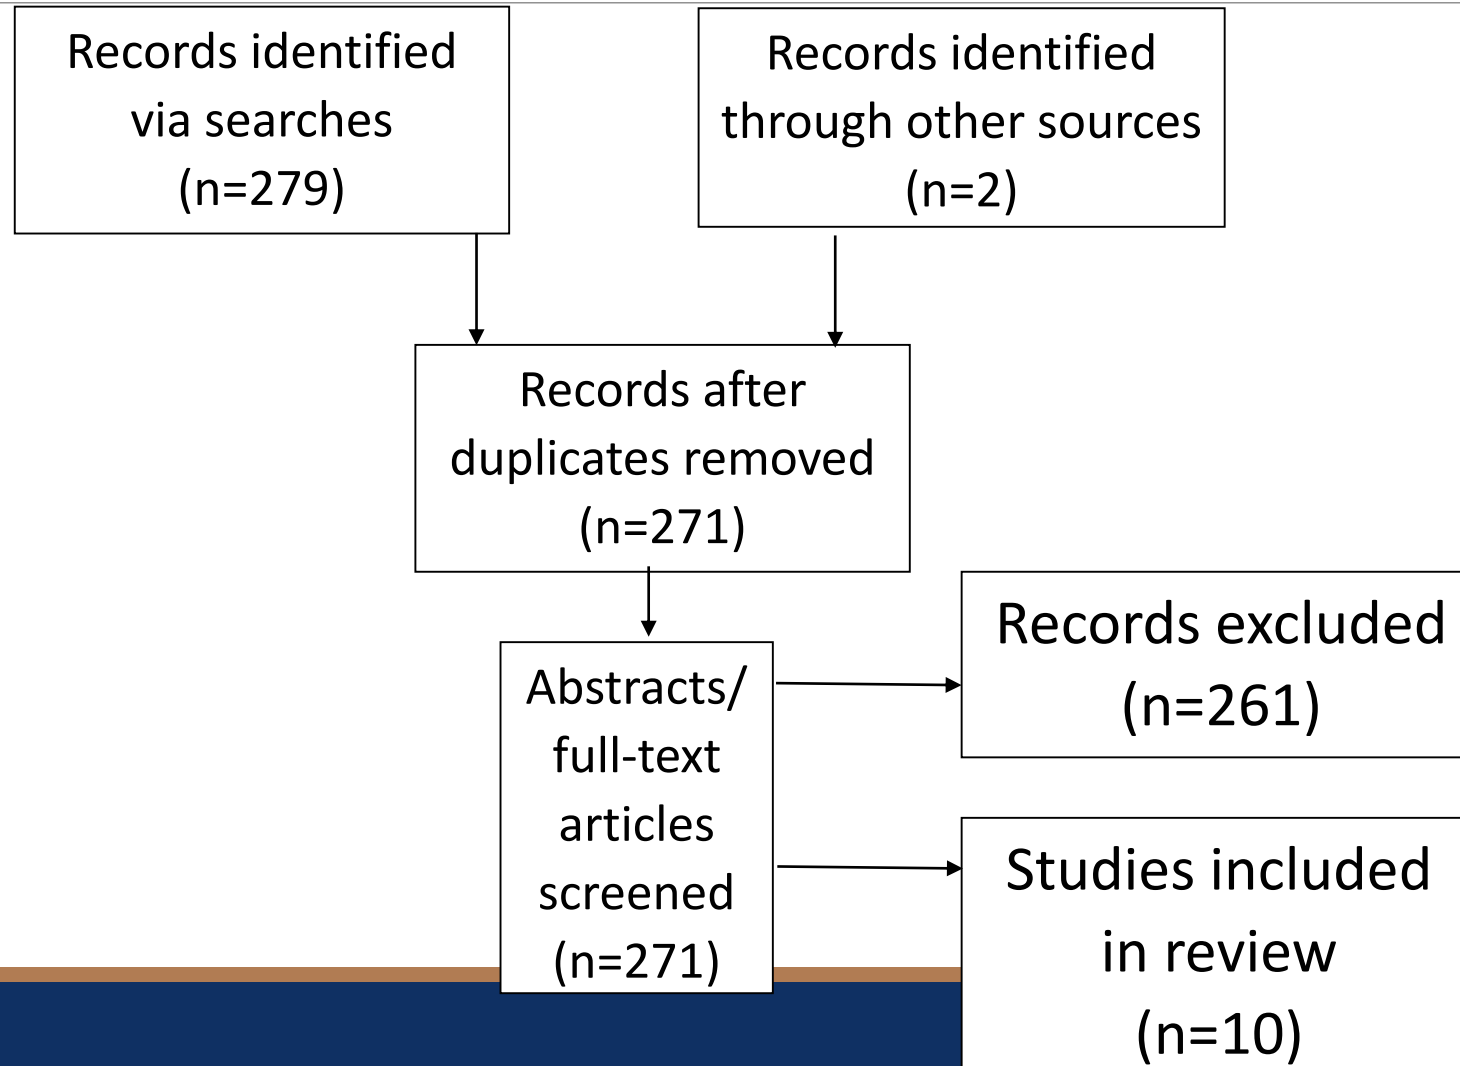 Records identified
via searches
(n=279)
Records identified
through other sources
(n=2)
Records after
duplicates removed
(n=271)
Abstracts/
full-text
articles
screened
(n=271)
Records excluded
(n=261)
Studies included
in review
(n=10)